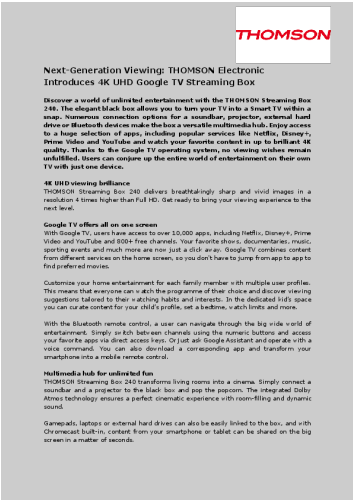 THOMSON
Next-Generation Viewing: THOMSON Electronic
Introduces 4K UHD Google TV Streaming Box
Discover a world of unlimited entertainment with the THOMSON Streaming Box
240. The elegant black box allows you to turn your TV into a Smart TV within a
snap. Numerous connection options for a soundbar, projector, external hard
drive or Bluetooth devices make the box a versatile multimedia hub. Enjoy access
to a huge selection of apps, including popular services like Netflix, Disney+,
Prime Video and YouTube and watch your favorite content in up to brilliant 4K
quality. Thanks to the Google TV operating system, no viewing wishes remain
unfulfilled. Users can conjure up the entire world of entertainment on their own
TV with just one device.
4K UHD viewing brilliance
THOMSON Streaming Box 240 delivers breathtakingly sharp and vivid images in a
resolution 4 times higher than Full HD. Get ready to bring your viewing experience to the
next level.
Google TV offers all on one screen
With Google TV, users have access to over 10,000 apps, including Netflix, Disney+, Prime
Video and YouTube and 800+ free channels. Your favorite shows, documentaries, music,
sporting events and much more are now just a click away. Google TV combines content
from different services on the home screen, so you don't have to jump from app to app to
find preferred movies.
Customize your home entertainment for each family member with multiple user profiles.
This means that everyone can watch the programme of their choice and discover viewing
suggestions tailored to their watching habits and interests. In the dedicated kid's space
you can curate content for your child's profile, set a bedtime, watch limits and more.
With the Bluetooth remote control, a user can navigate through the big wide world of
entertainment. Simply switch between channels using the numeric buttons and access
your favorite apps via direct keys. Or just ask Google Assistant and operate with a
voice command. You can also download a corresponding app and transform your
smartphone into a mobile remote control.
Multimedia hub for unlimited fun
THOMSON Streaming Box 240 transforms living rooms into a cinema. Simply connect a
soundbar and a projector to the black box and pop the popcorn. The integrated Dolby
Atmos technology ensures a perfect cinematic experience with room-filling and dynamic
sound.
Gamepads, laptops or external hard drives can also be easily linked to the box, and with
Chromecast built-in, content from your smartphone or tablet can be shared on the big
screen in a matter of seconds.